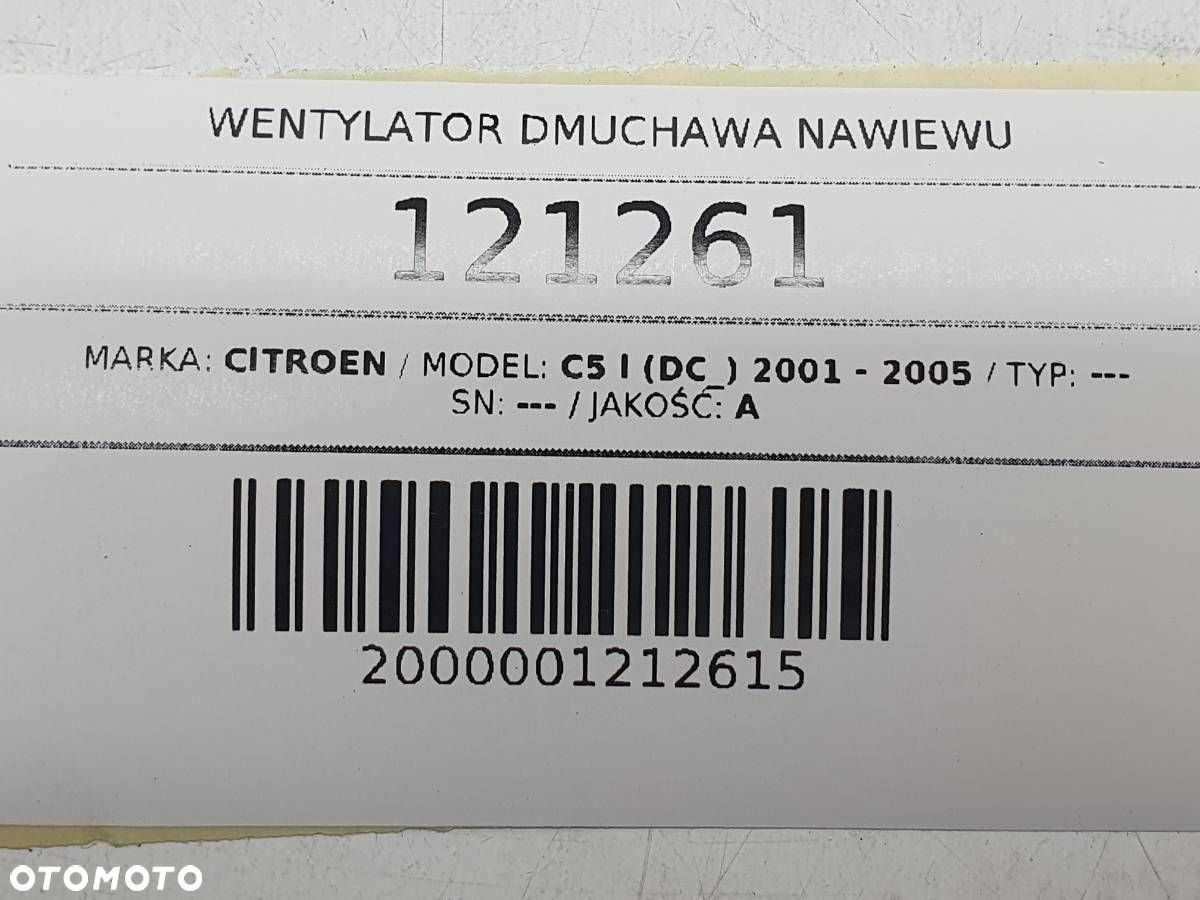 WENTYLATOR DMUCHAWA NAWIEWU
121261
MARKA: CITROEN / MODEL: C5 I (DC_) 2001 - 2005 / TYP: ---
SN: --- / JAKOŚĆ: A
2000001212615
OTOMOTO